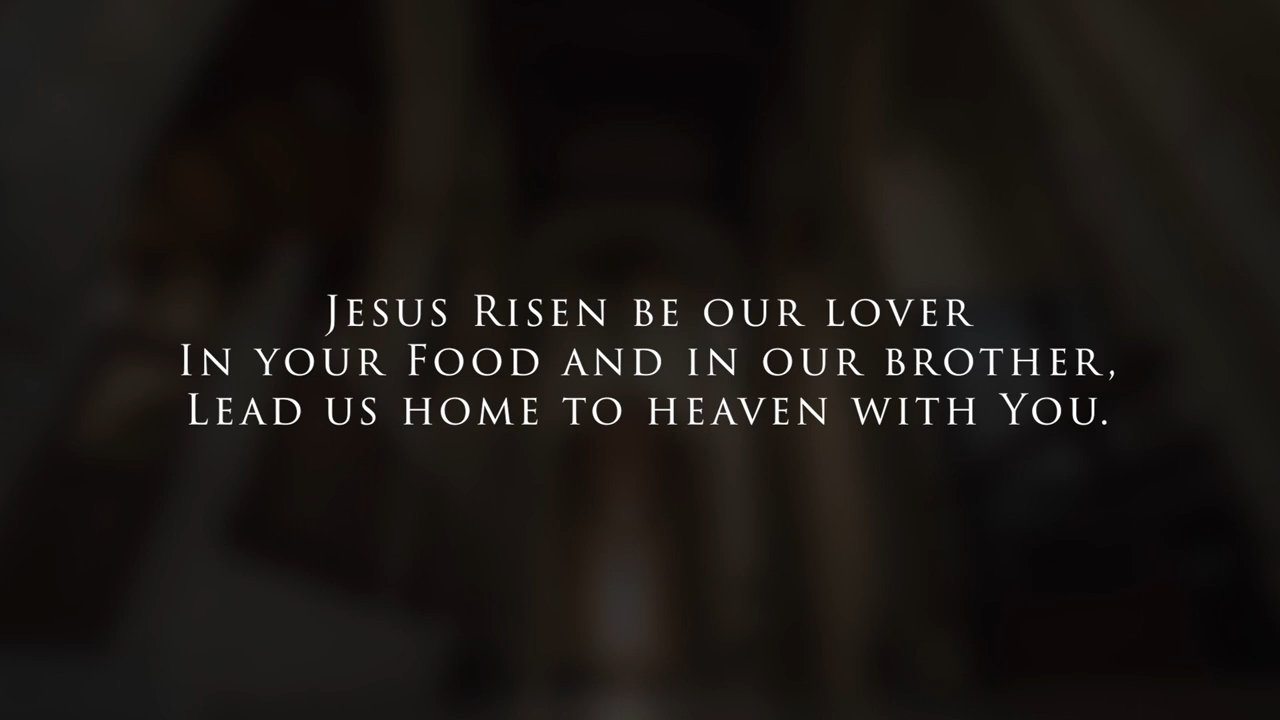 Jesus Risen be our lover
In your Food and in our brother,
Lead us home to heaven with You.